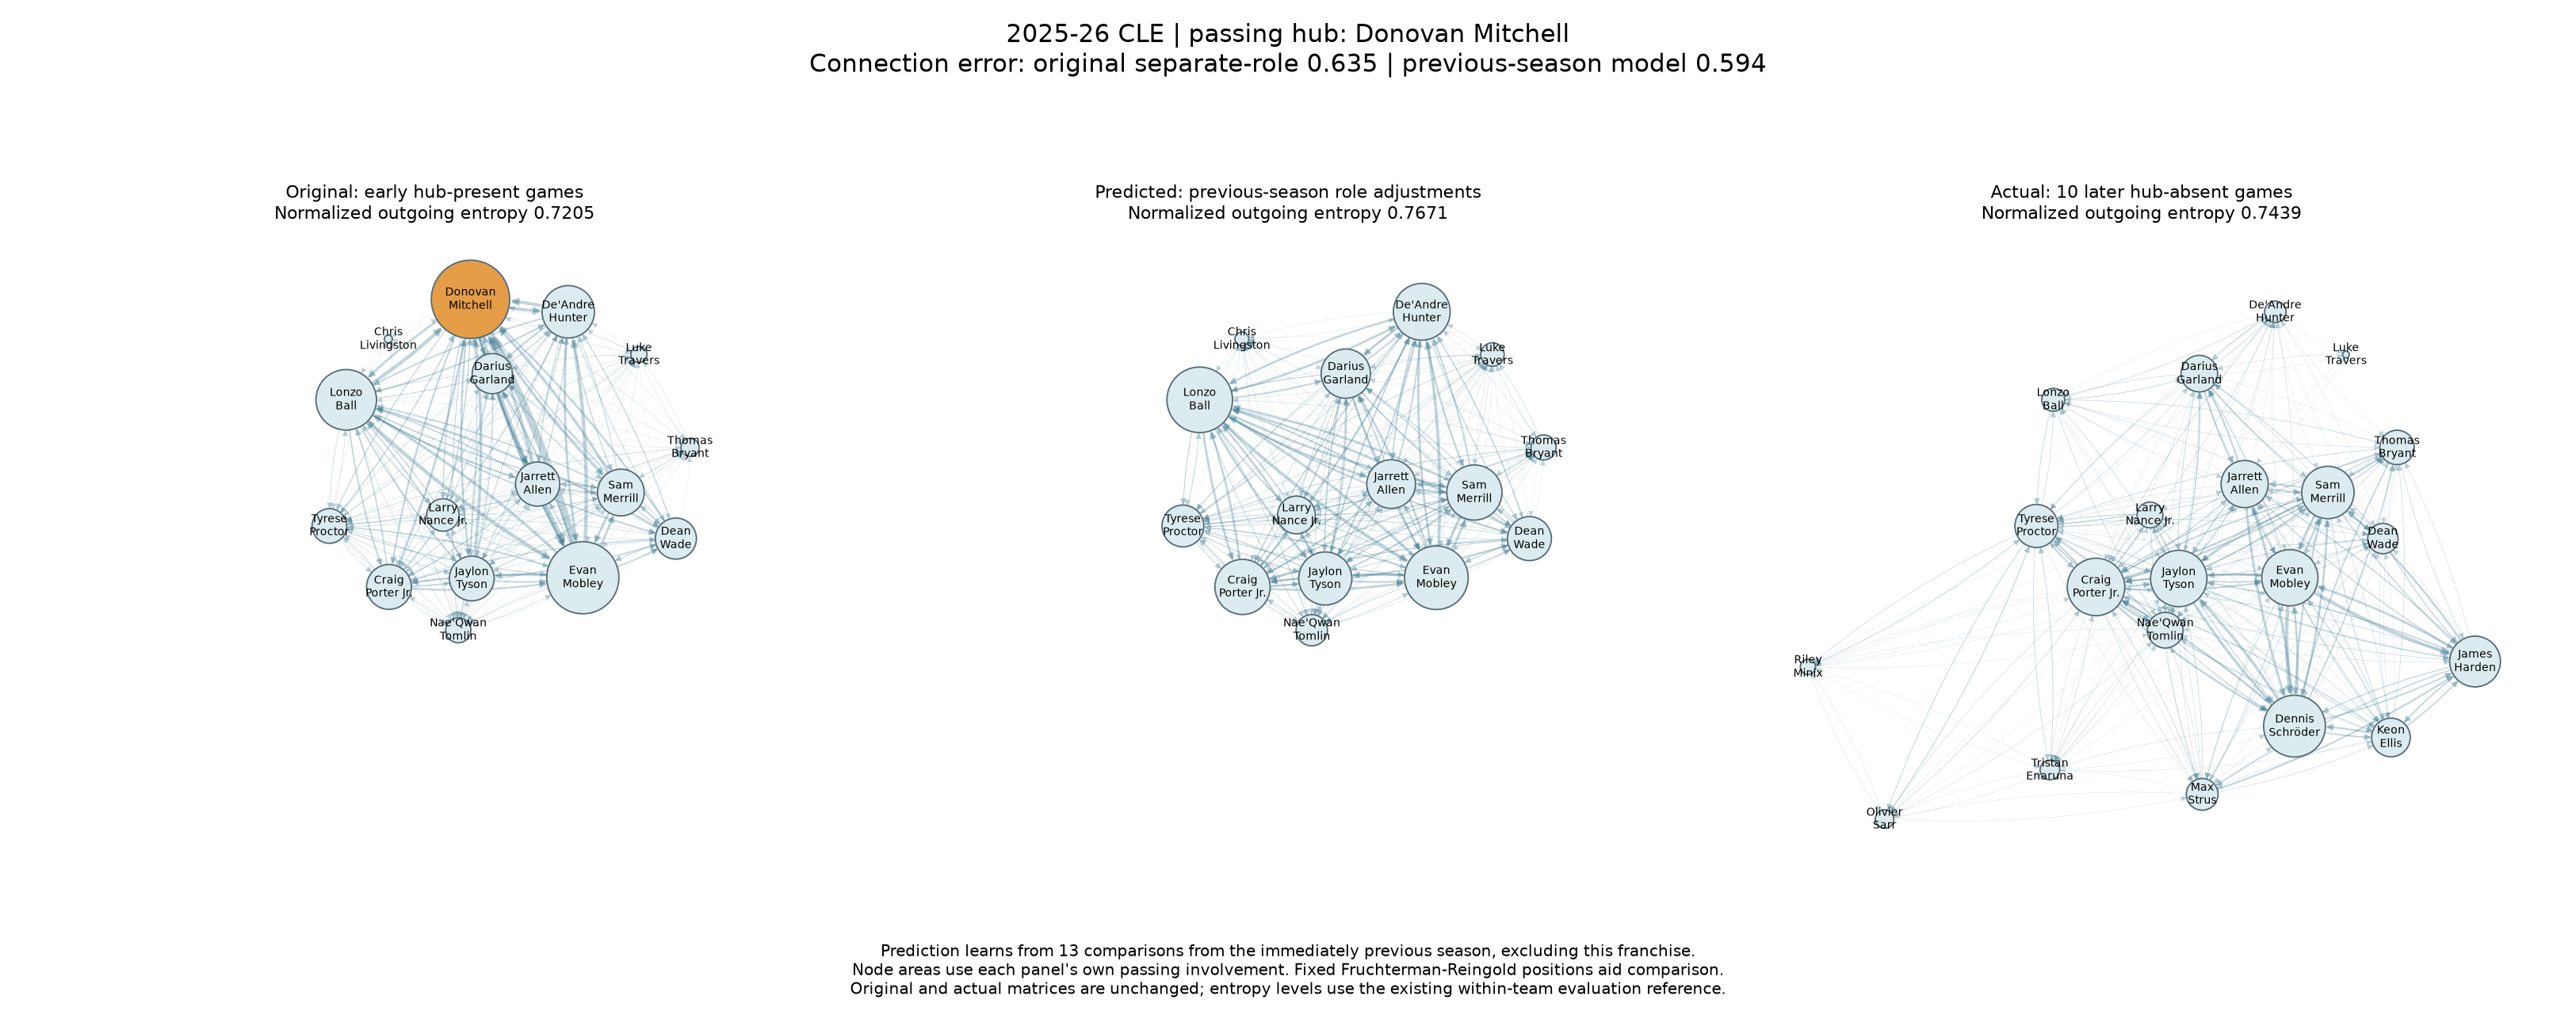 2025-26 CLE | passing hub: Donovan Mitchell
Connection error: original separate-role 0.635 | previous-season model 0.594
Original: early hub-present games
Normalized outgoing entropy 0.7205
Donovan
Mitchell
De'Andre
Hunter
Chris
Livingston
Luke
Travers
Darius
Garland
Lonzo
Ball
Thomas
Bryant
Jarrett
Allen
Sam
Merrill
Larry
Nance Jr.
Tyrese
Proctor
Dean
Wade
Craig
Porter Jr.
Jaylon
Tyson
Evan
Mobley
Nae'Qwan
Tomlin
Predicted: previous-season role adjustments
Normalized outgoing entropy 0.7671
De'Andre
Hunter
Chris
Livingston
Luke
Travers
Darius
Garland
Lonzo
Ball
Thomas
Bryant
Jarrett
Allen
Sam
Merrill
Larry
Nance Jr.
Tyrese
Proctor
Dean
Wade
Craig
Porter Jr.
Jaylon
Tyson
Evan
Mobley
Nae'Qwan
Tomlin
Actual: 10 later hub-absent games
Normalized outgoing entropy 0.7439
De'Andre
Hunter
Luke
Travers
Darius
Garland
Lonzo
Ball
Thomas
Bryant
Jarrett
Allen
Sam
Merrill
Larry
Nance Jr.
Tyrese
Proctor
Dean
Wade
Craig
Porter Jr.
Jaylon
Tyson
Evan
Mobley
Nae'Qwan
Tomlin
Riley
Minix
James
Harden
Dennis
Schröder
Keon
Ellis
Tristan
Enaruna
Max
Strus
Olivier
Sarr
Prediction learns from 13 comparisons from the immediately previous season, excluding this franchise.
Node areas use each panel's own passing involvement. Fixed Fruchterman-Reingold positions aid comparison.
Original and actual matrices are unchanged; entropy levels use the existing within-team evaluation reference.